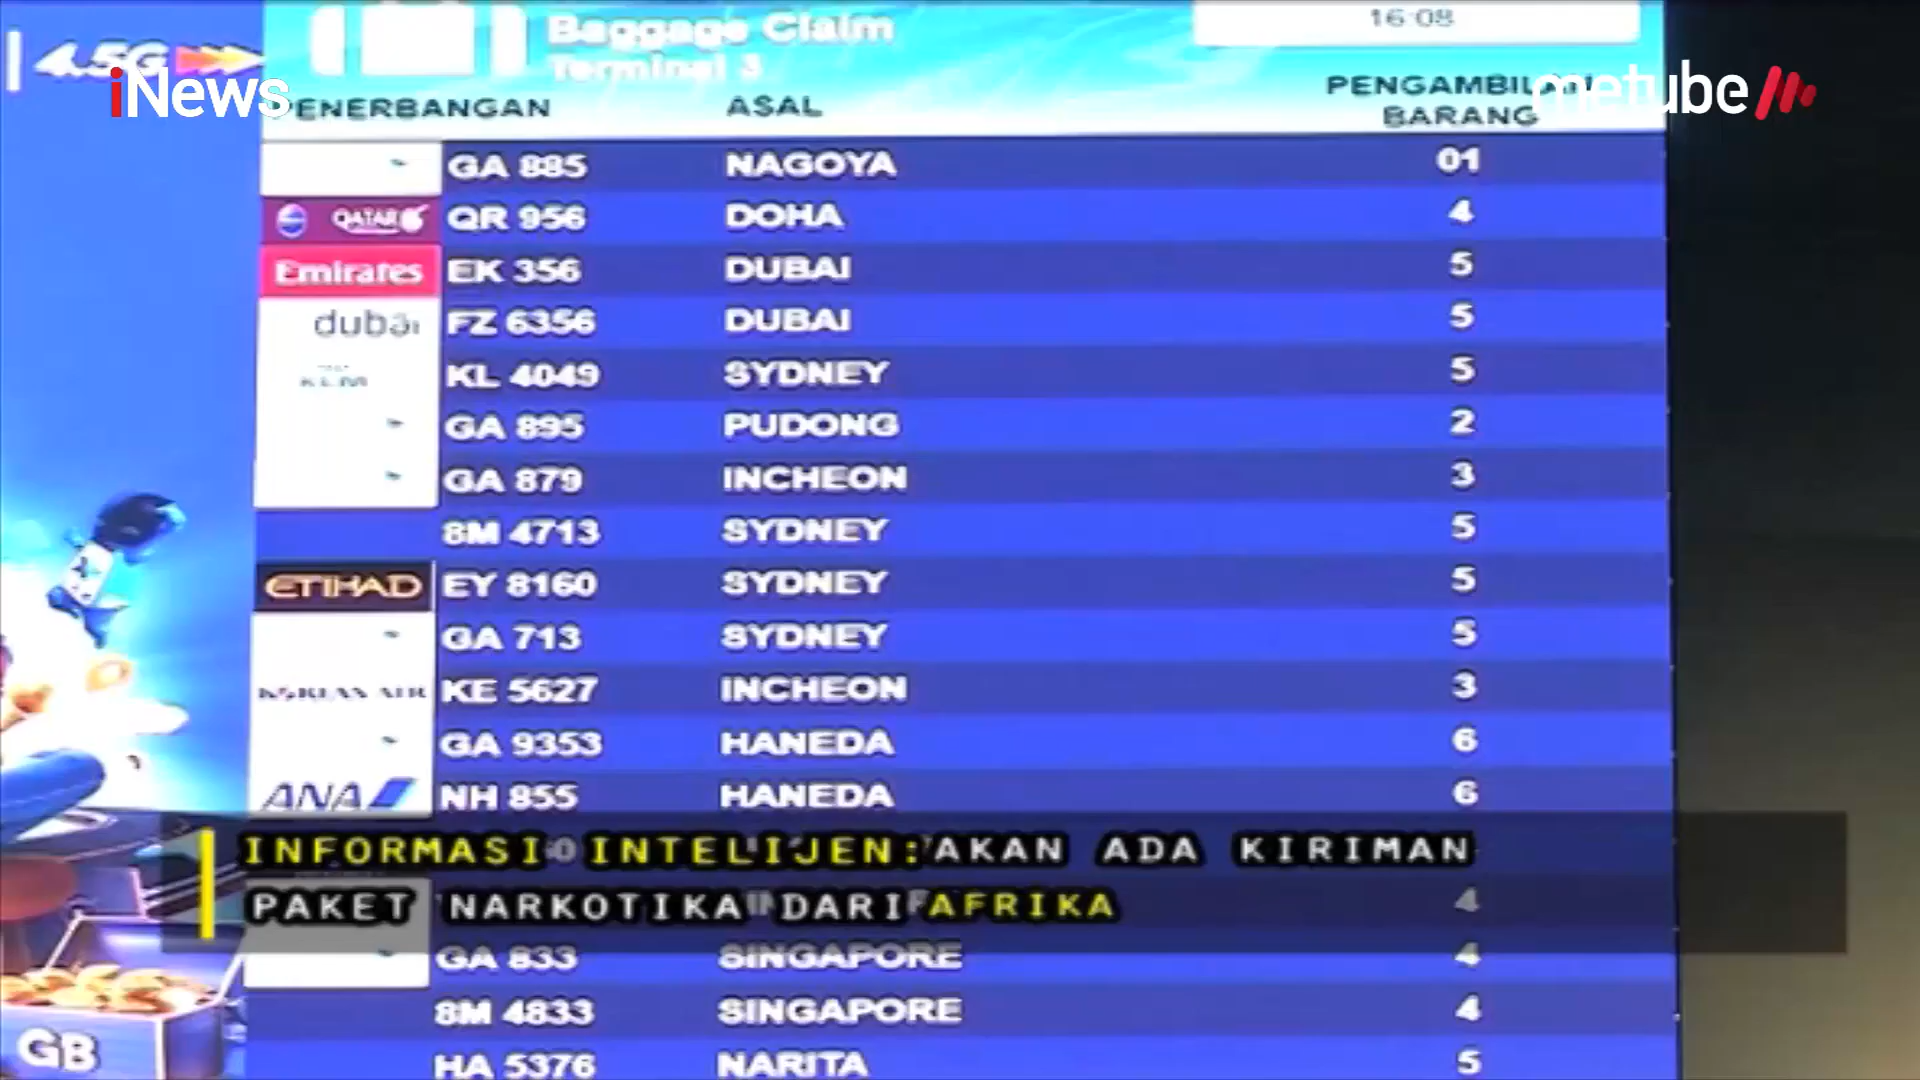 4.5G
iNews
metube
Baggage Claim
Terminal 3
16:08
PENERBANGAN ASAL PENGAMBILAN BARANG
GA 885 NAGOYA 01
QATAR QR 956 DOHA 4
Emirates EK 356 DUBAI 5
dubai FZ 6356 DUBAI 5
KLM KL 4049 SYDNEY 5
GA 895 PUDONG 2
GA 879 INCHEON 3
8M 4713 SYDNEY 5
ETIHAD EY 8160 SYDNEY 5
GA 713 SYDNEY 5
KOREAN AIR KE 5627 INCHEON 3
GA 9353 HANEDA 6
ANA NH 855 HANEDA 6
INFORMASI INTELIJEN: AKAN ADA KIRIMAN
PAKET NARKOTIKA DARI AFRIKA
4
GA 833 SINGAPORE 4
8M 4833 SINGAPORE 4
HA 5376 NARITA 5
GB